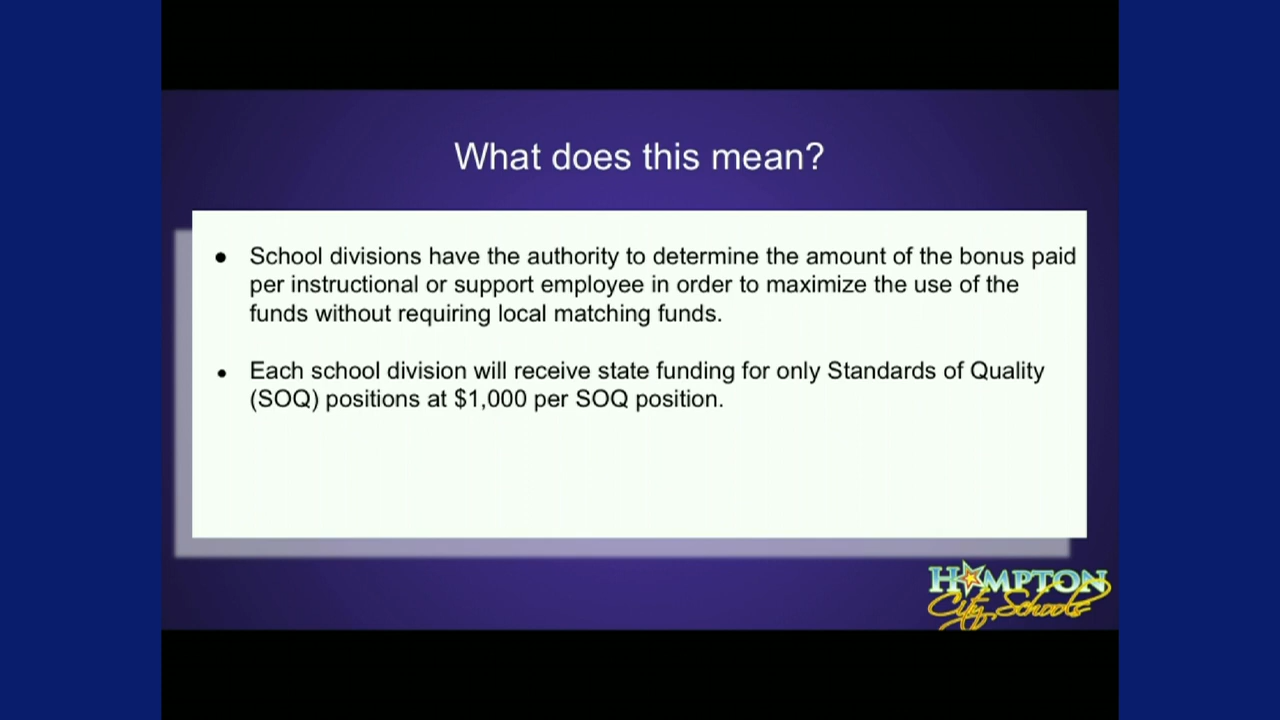 What does this mean?
● School divisions have the authority to determine the amount of the bonus paid
per instructional or support employee in order to maximize the use of the
funds without requiring local matching funds.
● Each school division will receive state funding for only Standards of Quality
(SOQ) positions at $1,000 per SOQ position.
HAMPTON
City Schools